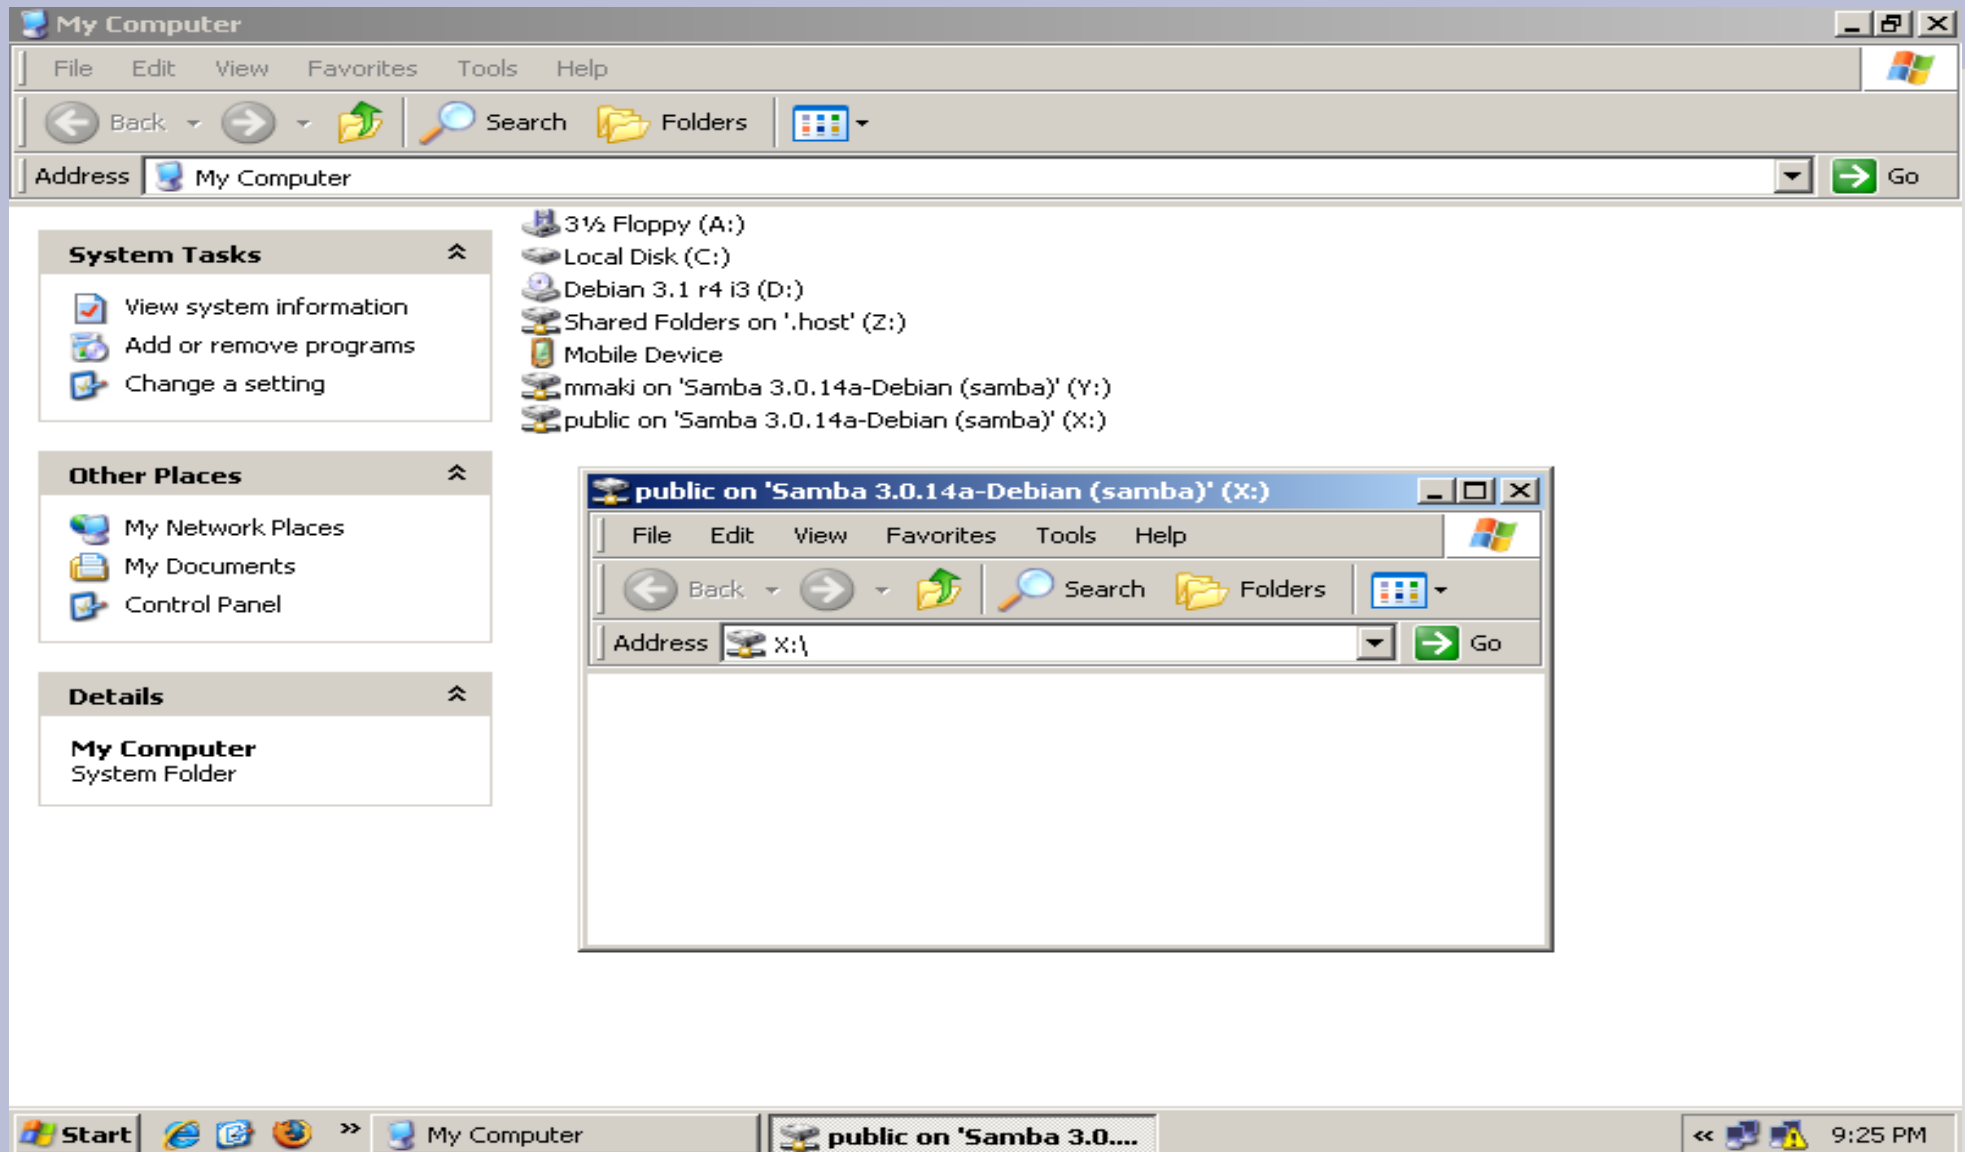 My Computer
File Edit View Favorites Tools Help
Back Search Folders
Address My Computer Go
System Tasks
View system information
Add or remove programs
Change a setting
Other Places
My Network Places
My Documents
Control Panel
Details
My Computer
System Folder
3½ Floppy (A:)
Local Disk (C:)
Debian 3.1 r4 i3 (D:)
Shared Folders on '.host' (Z:)
Mobile Device
mmaki on 'Samba 3.0.14a-Debian (samba)' (Y:)
public on 'Samba 3.0.14a-Debian (samba)' (X:)
public on 'Samba 3.0.14a-Debian (samba)' (X:)
File Edit View Favorites Tools Help
Back Search Folders
Address X:\ Go
Start » My Computer public on 'Samba 3.0.... « 9:25 PM